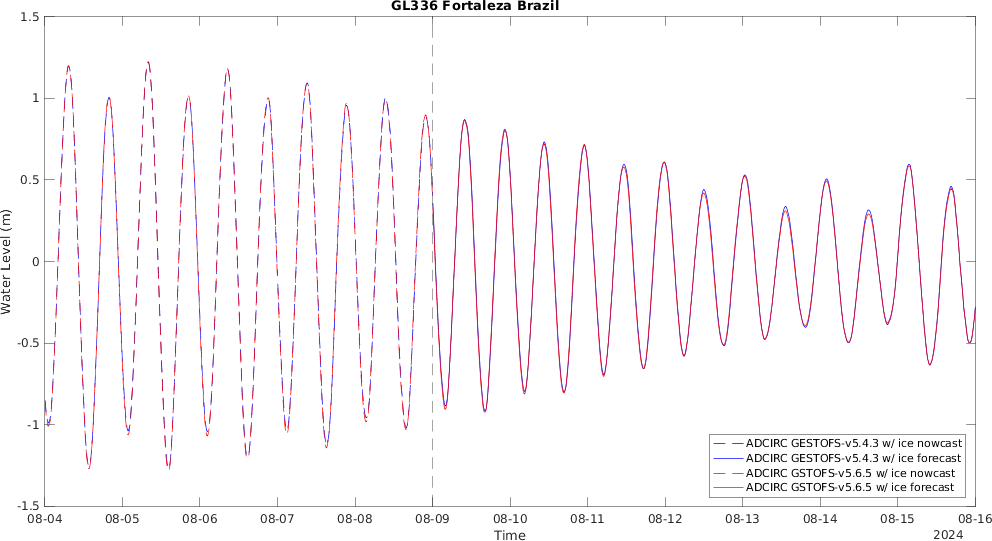 GL336 Fortaleza Brazil
1.5
1
0.5
0
-0.5
-1
-1.5
Water Level (m)
ADCIRC GESTOFS-v5.4.3 w/ ice nowcast
ADCIRC GESTOFS-v5.4.3 w/ ice forecast
ADCIRC GSTOFS-v5.6.5 w/ ice nowcast
ADCIRC GSTOFS-v5.6.5 w/ ice forecast
08-04 08-05 08-06 08-07 08-08 08-09 08-10 08-11 08-12 08-13 08-14 08-15 08-16
Time
2024